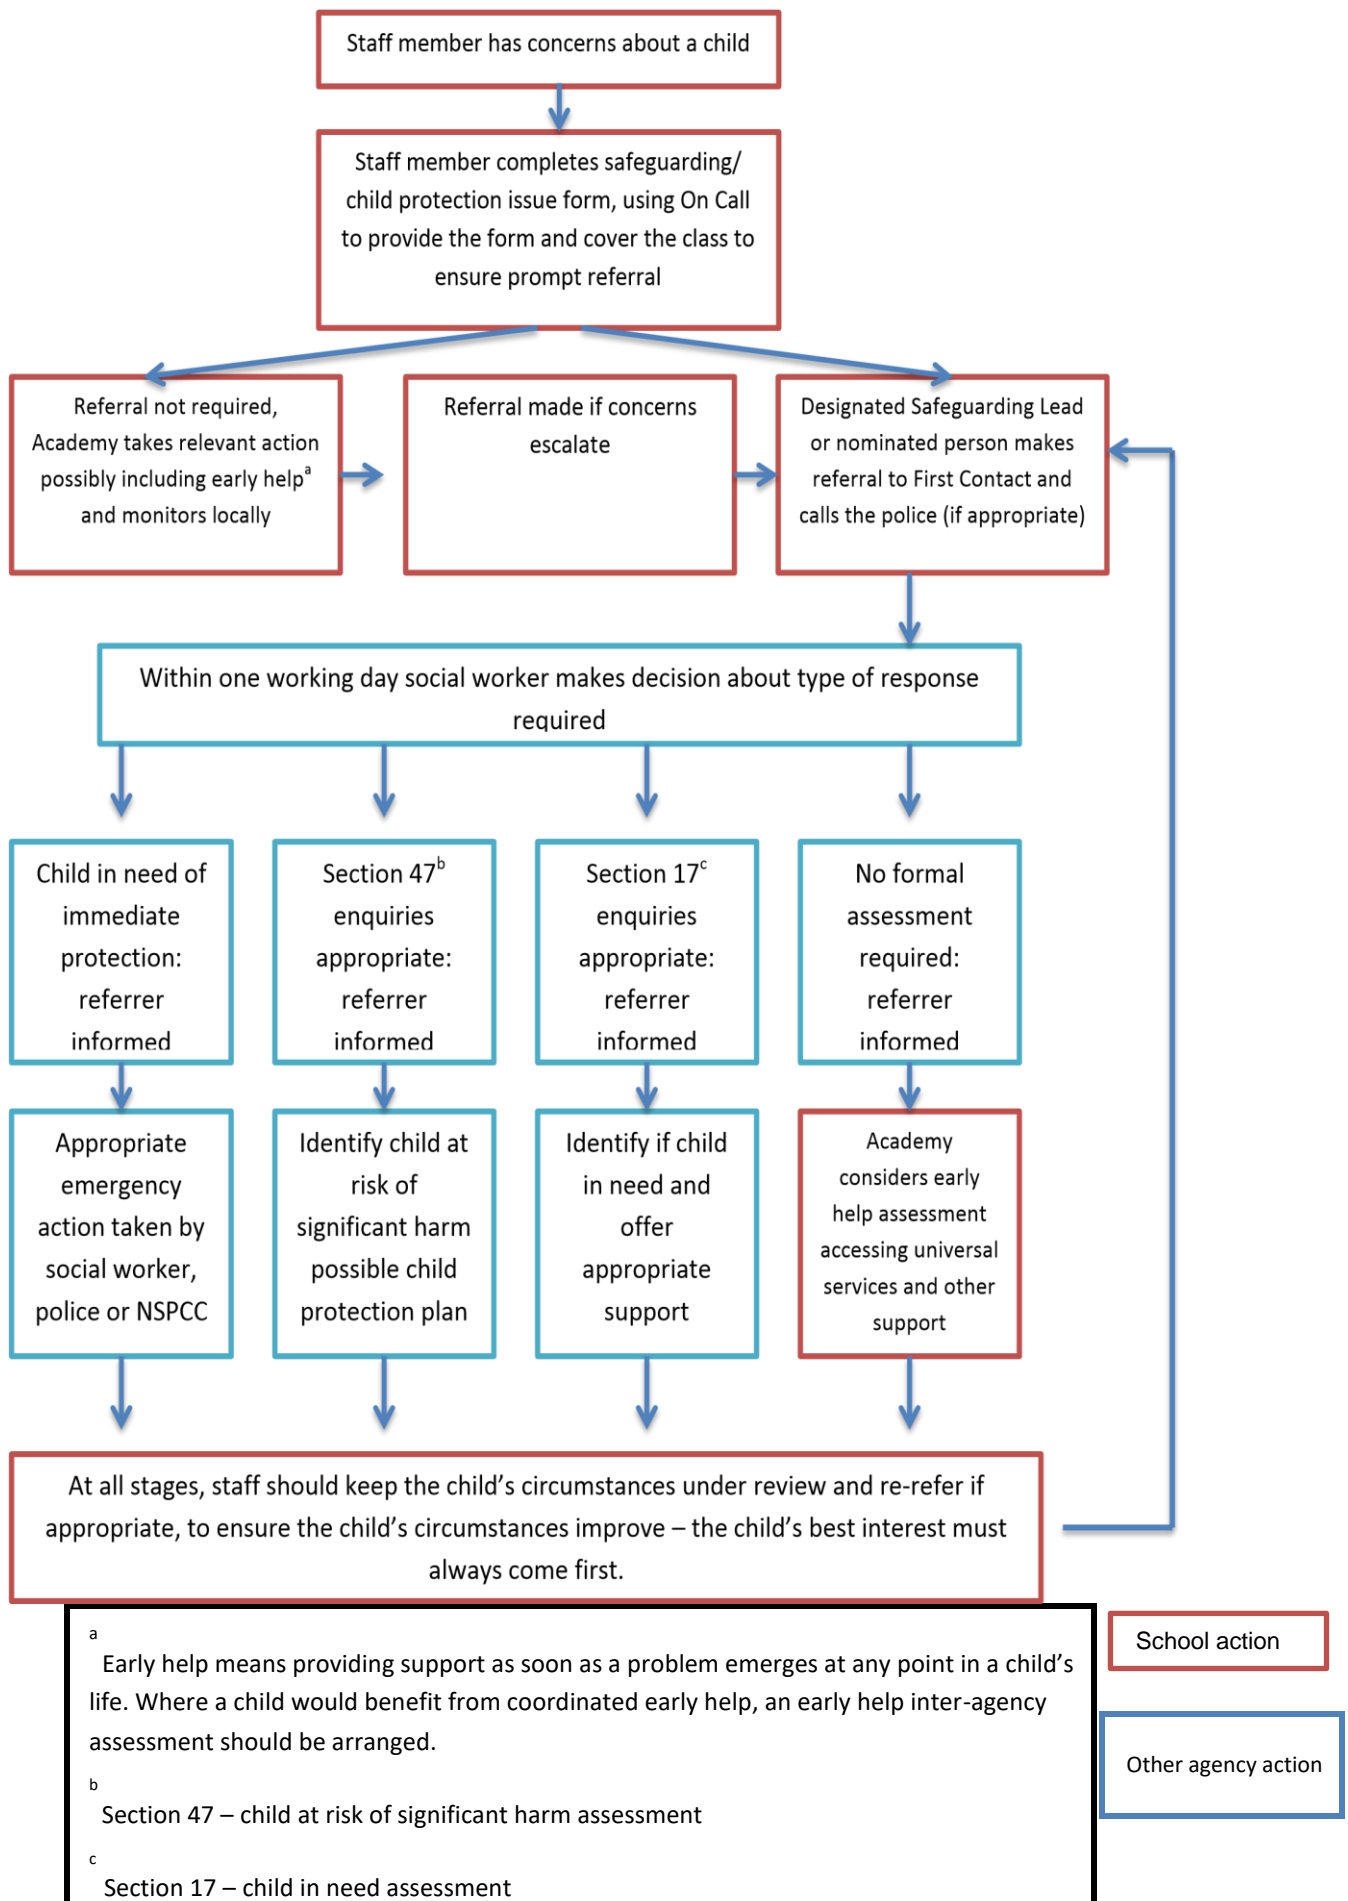 Staff member has concerns about a child
Staff member completes safeguarding/
child protection issue form, using On Call
to provide the form and cover the class to
ensure prompt referral
Referral not required,
Academy takes relevant action
possibly including early help^a
and monitors locally
Referral made if concerns
escalate
Designated Safeguarding Lead
or nominated person makes
referral to First Contact and
calls the police (if appropriate)
Within one working day social worker makes decision about type of response
required
Child in need of
immediate
protection:
referrer
informed
Section 47^b
enquiries
appropriate:
referrer
informed
Section 17^c
enquiries
appropriate:
referrer
informed
No formal
assessment
required:
referrer
informed
Appropriate
emergency
action taken by
social worker,
police or NSPCC
Identify child at
risk of
significant harm
possible child
protection plan
Identify if child
in need and
offer
appropriate
support
Academy
considers early
help assessment
accessing universal
services and other
support
At all stages, staff should keep the child’s circumstances under review and re-refer if
appropriate, to ensure the child’s circumstances improve – the child’s best interest must
always come first.
a
Early help means providing support as soon as a problem emerges at any point in a child’s
life. Where a child would benefit from coordinated early help, an early help inter-agency
assessment should be arranged.
b
Section 47 – child at risk of significant harm assessment
c
Section 17 – child in need assessment
School action
Other agency action